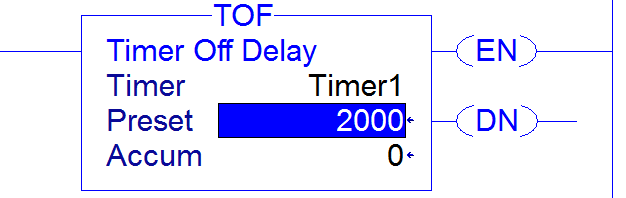 TOF
Timer Off Delay
EN
Timer Timer1
Preset 2000
DN
Accum 0